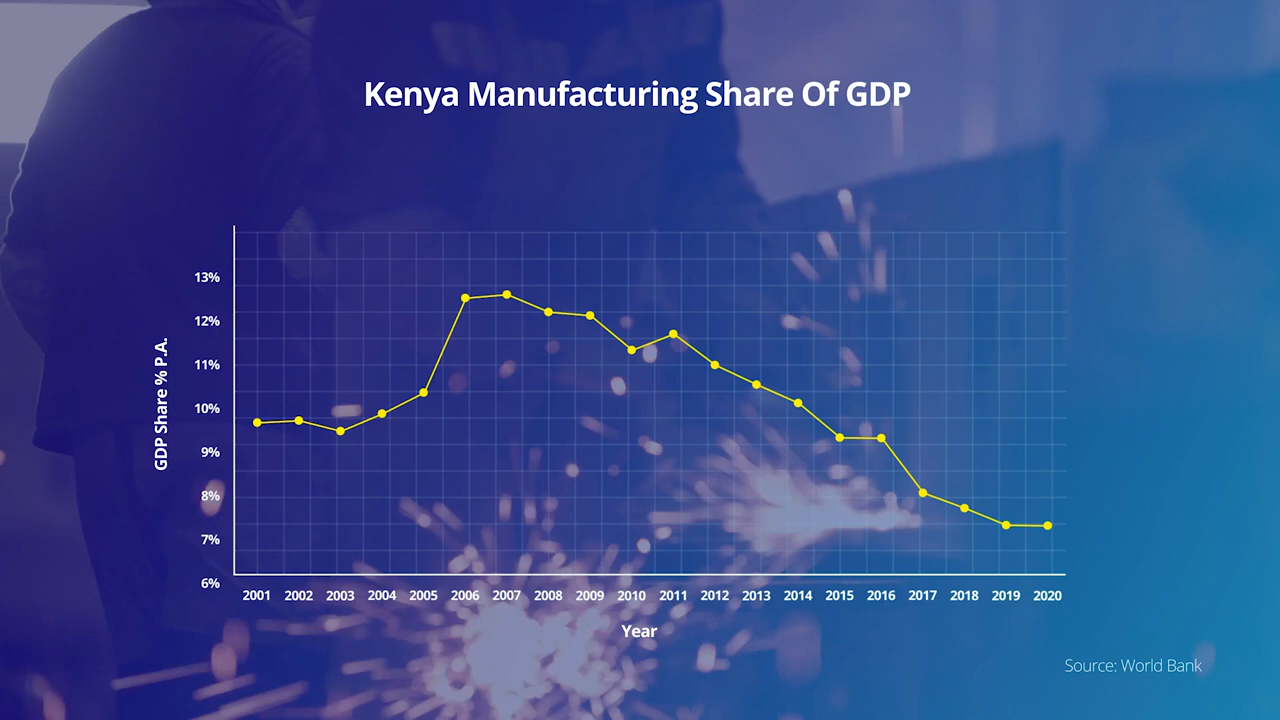 Kenya Manufacturing Share Of GDP
GDP Share % P.A.
13%
12%
11%
10%
9%
8%
7%
6%
2001 2002 2003 2004 2005 2006 2007 2008 2009 2010 2011 2012 2013 2014 2015 2016 2017 2018 2019 2020
Year
Source: World Bank